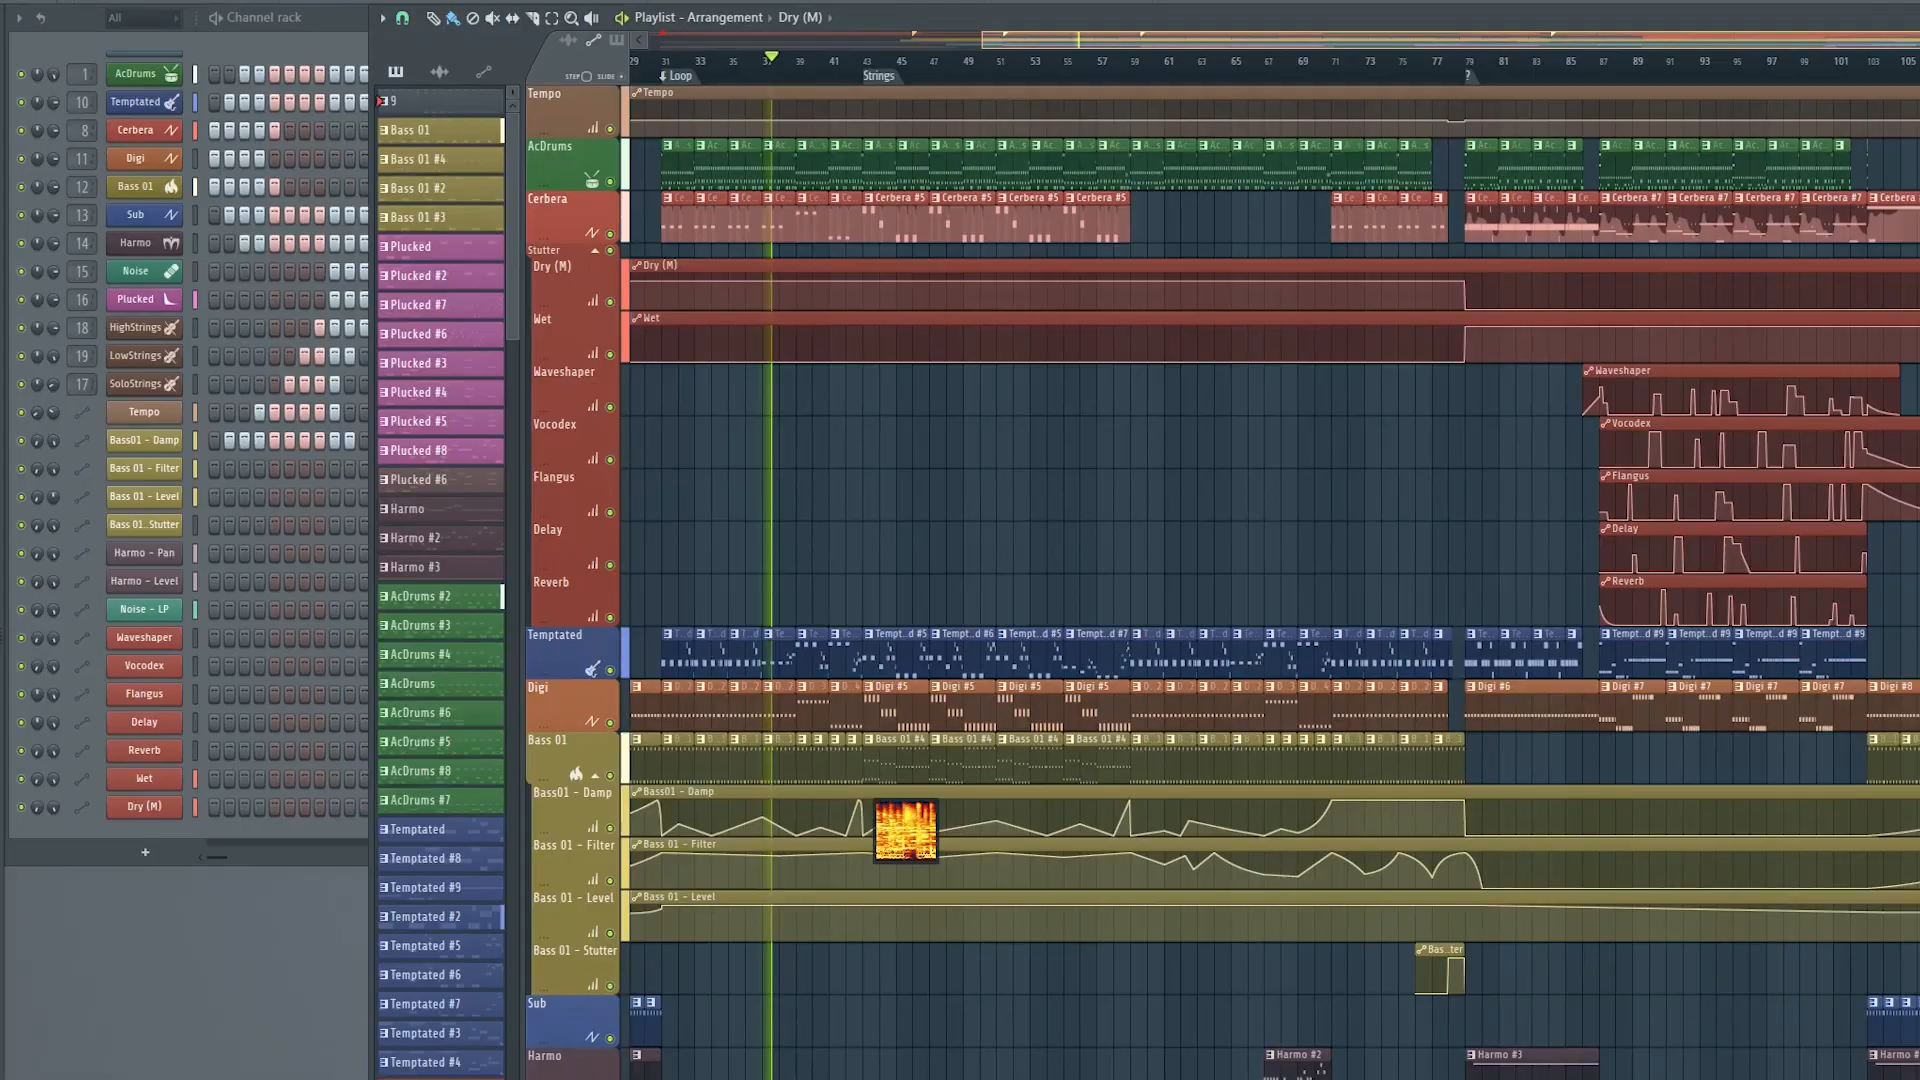 All
Channel rack
Playlist - Arrangement › Dry (M) ›
1 AcDrums
10 Temptated
8 Cerbera
11 Digi
12 Bass 01
13 Sub
14 Harmo
15 Noise
16 Plucked
18 HighStrings
19 LowStrings
17 SoloStrings
Tempo
Bass01 - Damp
Bass 01 - Filter
Bass 01 - Level
Bass 01..Stutter
Harmo - Pan
Harmo - Level
Noise - LP
Waveshaper
Vocodex
Flangus
Delay
Reverb
Wet
Dry (M)
+
9
Bass 01
Bass 01 #4
Bass 01 #2
Bass 01 #3
Plucked
Plucked #2
Plucked #7
Plucked #6
Plucked #3
Plucked #4
Plucked #5
Plucked #8
Plucked #6
Harmo
Harmo #2
Harmo #3
AcDrums #2
AcDrums #3
AcDrums #4
AcDrums
AcDrums #6
AcDrums #5
AcDrums #8
AcDrums #7
Temptated
Temptated #8
Temptated #9
Temptated #2
Temptated #5
Temptated #6
Temptated #7
Temptated #3
Temptated #4
STEP SLIDE
29 31 33 35 37 39 41 43 45 47 49 51 53 55 57 59 61 63 65 67 69 71 73 75 77 79 81 83 85 87 89 91 93 95 97 99 101 103 105
Loop Strings
Tempo Tempo
AcDrums
Cerbera Cerbera #5 Cerbera #5 Cerbera #5 Cerbera #5 Cerbera #7 Cerbera #7 Cerbera #7 Cerbera #7 Cerbera
Stutter
Dry (M) Dry (M)
Wet Wet
Waveshaper Waveshaper
Vocodex Vocodex
Flangus Flangus
Delay Delay
Reverb Reverb
Temptated Tempt..d #5 Tempt..d #6 Tempt..d #5 Tempt..d #7 Tempt..d #9 Tempt..d #9 Tempt..d #9 Tempt..d #9
Digi Digi #5 Digi #5 Digi #5 Digi #5 Digi #6 Digi #7 Digi #7 Digi #7 Digi #7 Digi #8
Bass 01 Bass 01 #4 Bass 01 #4 Bass 01 #4 Bass 01 #4
Bass01 - Damp Bass01 - Damp
Bass 01 - Filter Bass 01 - Filter
Bass 01 - Level Bass 01 - Level
Bass 01 - Stutter Bas..ter
Sub
Harmo Harmo #2 Harmo #3